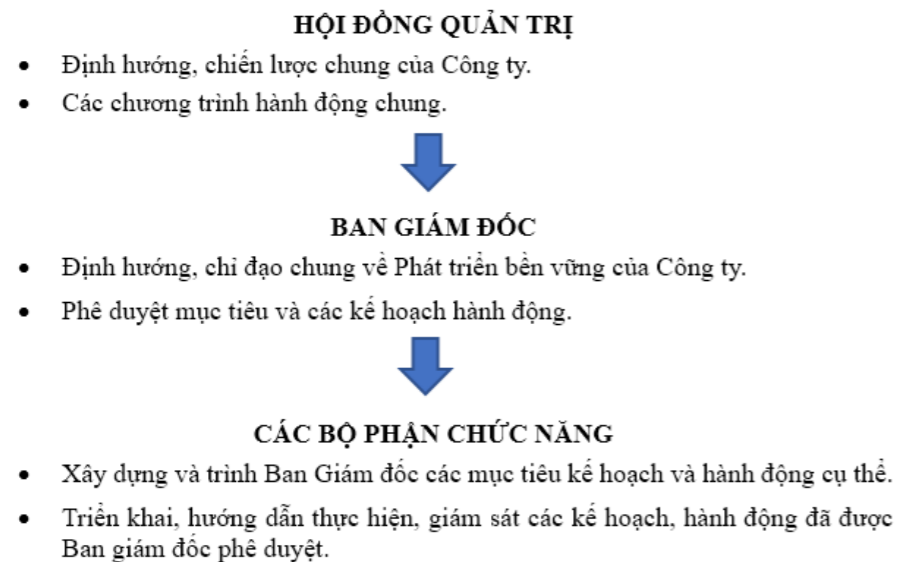 HỘI ĐỒNG QUẢN TRỊ
• Định hướng, chiến lược chung của Công ty.
• Các chương trình hành động chung.
BAN GIÁM ĐỐC
• Định hướng, chỉ đạo chung về Phát triển bền vững của Công ty.
• Phê duyệt mục tiêu và các kế hoạch hành động.
CÁC BỘ PHẬN CHỨC NĂNG
• Xây dựng và trình Ban Giám đốc các mục tiêu kế hoạch và hành động cụ thể.
• Triển khai, hướng dẫn thực hiện, giám sát các kế hoạch, hành động đã được
Ban giám đốc phê duyệt.